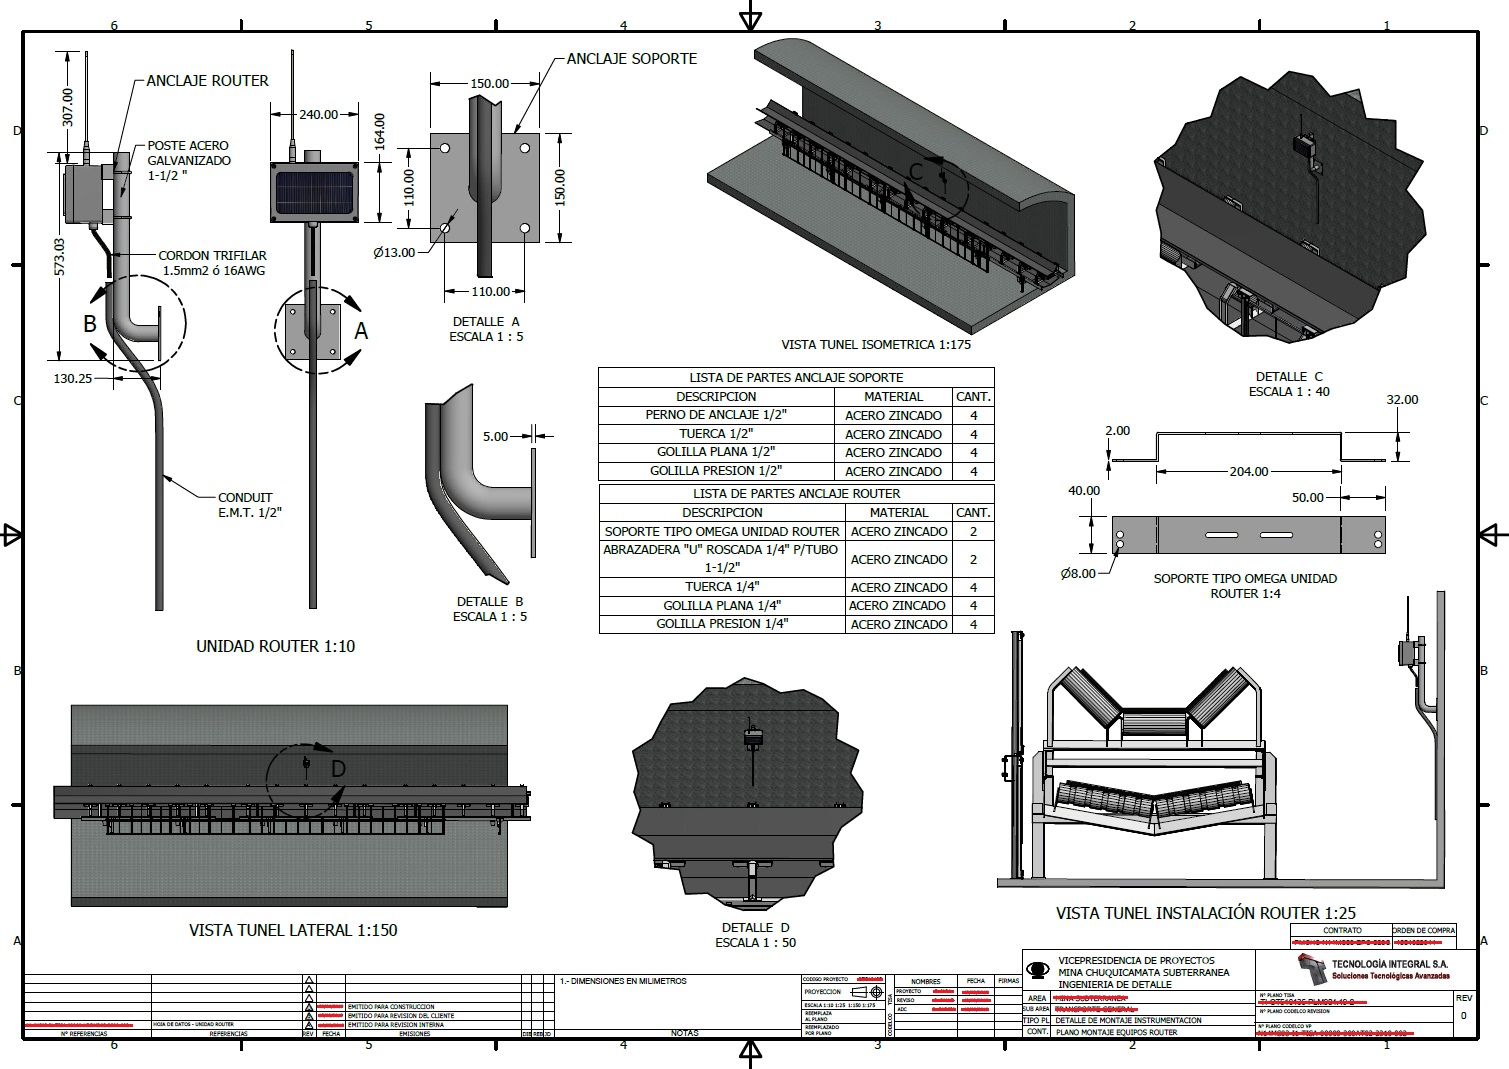 6
5
4
3
2
1
D
C
B
A
D
C
B
A
307.00
ANCLAJE ROUTER
POSTE ACERO
GALVANIZADO
1-1/2 "
573.03
CORDON TRIFILAR
1.5mm2 ó 16AWG
B
130.25
CONDUIT
E.M.T. 1/2"
240.00
164.00
A
UNIDAD ROUTER 1:10
ANCLAJE SOPORTE
150.00
110.00
150.00
Ø13.00
110.00
DETALLE A
ESCALA 1 : 5
5.00
DETALLE B
ESCALA 1 : 5
C
VISTA TUNEL ISOMETRICA 1:175
DETALLE C
ESCALA 1 : 40
LISTA DE PARTES ANCLAJE SOPORTE
DESCRIPCION MATERIAL CANT.
PERNO DE ANCLAJE 1/2" ACERO ZINCADO 4
TUERCA 1/2" ACERO ZINCADO 4
GOLILLA PLANA 1/2" ACERO ZINCADO 4
GOLILLA PRESION 1/2" ACERO ZINCADO 4
LISTA DE PARTES ANCLAJE ROUTER
DESCRIPCION MATERIAL CANT.
SOPORTE TIPO OMEGA UNIDAD ROUTER ACERO ZINCADO 2
ABRAZADERA "U" ROSCADA 1/4" P/TUBO
1-1/2" ACERO ZINCADO 2
TUERCA 1/4" ACERO ZINCADO 4
GOLILLA PLANA 1/4" ACERO ZINCADO 4
GOLILLA PRESION 1/4" ACERO ZINCADO 4
32.00
2.00
204.00
40.00
50.00
Ø8.00
SOPORTE TIPO OMEGA UNIDAD
ROUTER 1:4
D
VISTA TUNEL LATERAL 1:150
DETALLE D
ESCALA 1 : 50
VISTA TUNEL INSTALACIÓN ROUTER 1:25
CONTRATO ORDEN DE COMPRA
VICEPRESIDENCIA DE PROYECTOS
MINA CHUQUICAMATA SUBTERRANEA
INGENIERIA DE DETALLE
TECNOLOGÍA INTEGRAL S.A.
Soluciones Tecnológicas Avanzadas
AREA MINA SUBTERRANEA
SUB AREA TRANSPORTE GENERAL
TIPO PL DETALLE DE MONTAJE INSTRUMENTACION
CONT. PLANO MONTAJE EQUIPOS ROUTER
Nº PLANO TISA
Nº PLANO CODELCO REVISION
Nº PLANO CODELCO VP
REV
0
1.- DIMENSIONES EN MILIMETROS
NOTAS
CODIGO PROYECTO
PROYECCION
ESCALA 1:10 1:25 1:150 1:175
REEMPLAZA
AL PLANO
REEMPLAZADO
POR PLANO
TISA
CODELCO
NOMBRES FECHA FIRMAS
PROYECTO
REVISO
ADC
EMITIDO PARA CONSTRUCCION
EMITIDO PARA REVISION DEL CLIENTE
HOJA DE DATOS - UNIDAD ROUTER
EMITIDO PARA REVISION INTERNA
Nº REFERENCIAS REFERENCIAS REV FECHA EMISIONES
6
5
4
3
2
1